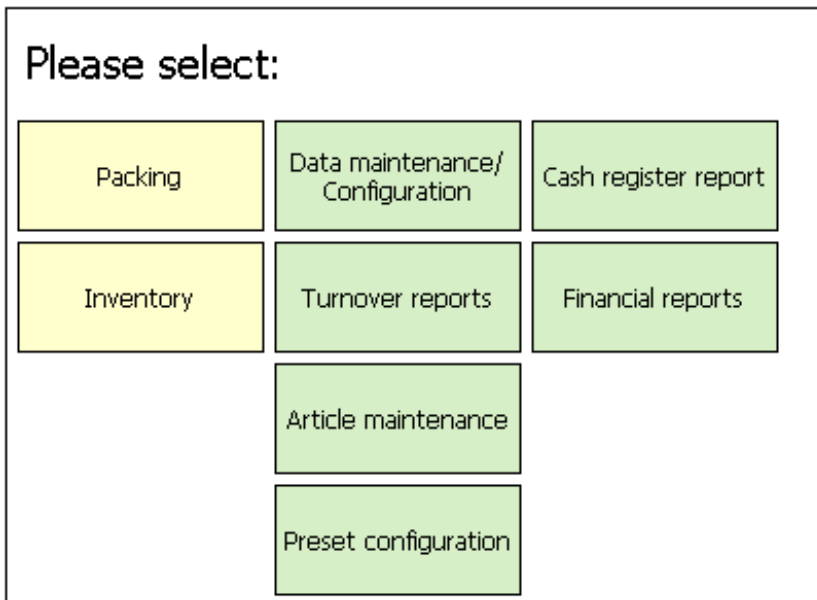 Please select:
Packing
Data maintenance/
Configuration
Cash register report
Inventory
Turnover reports
Financial reports
Article maintenance
Preset configuration